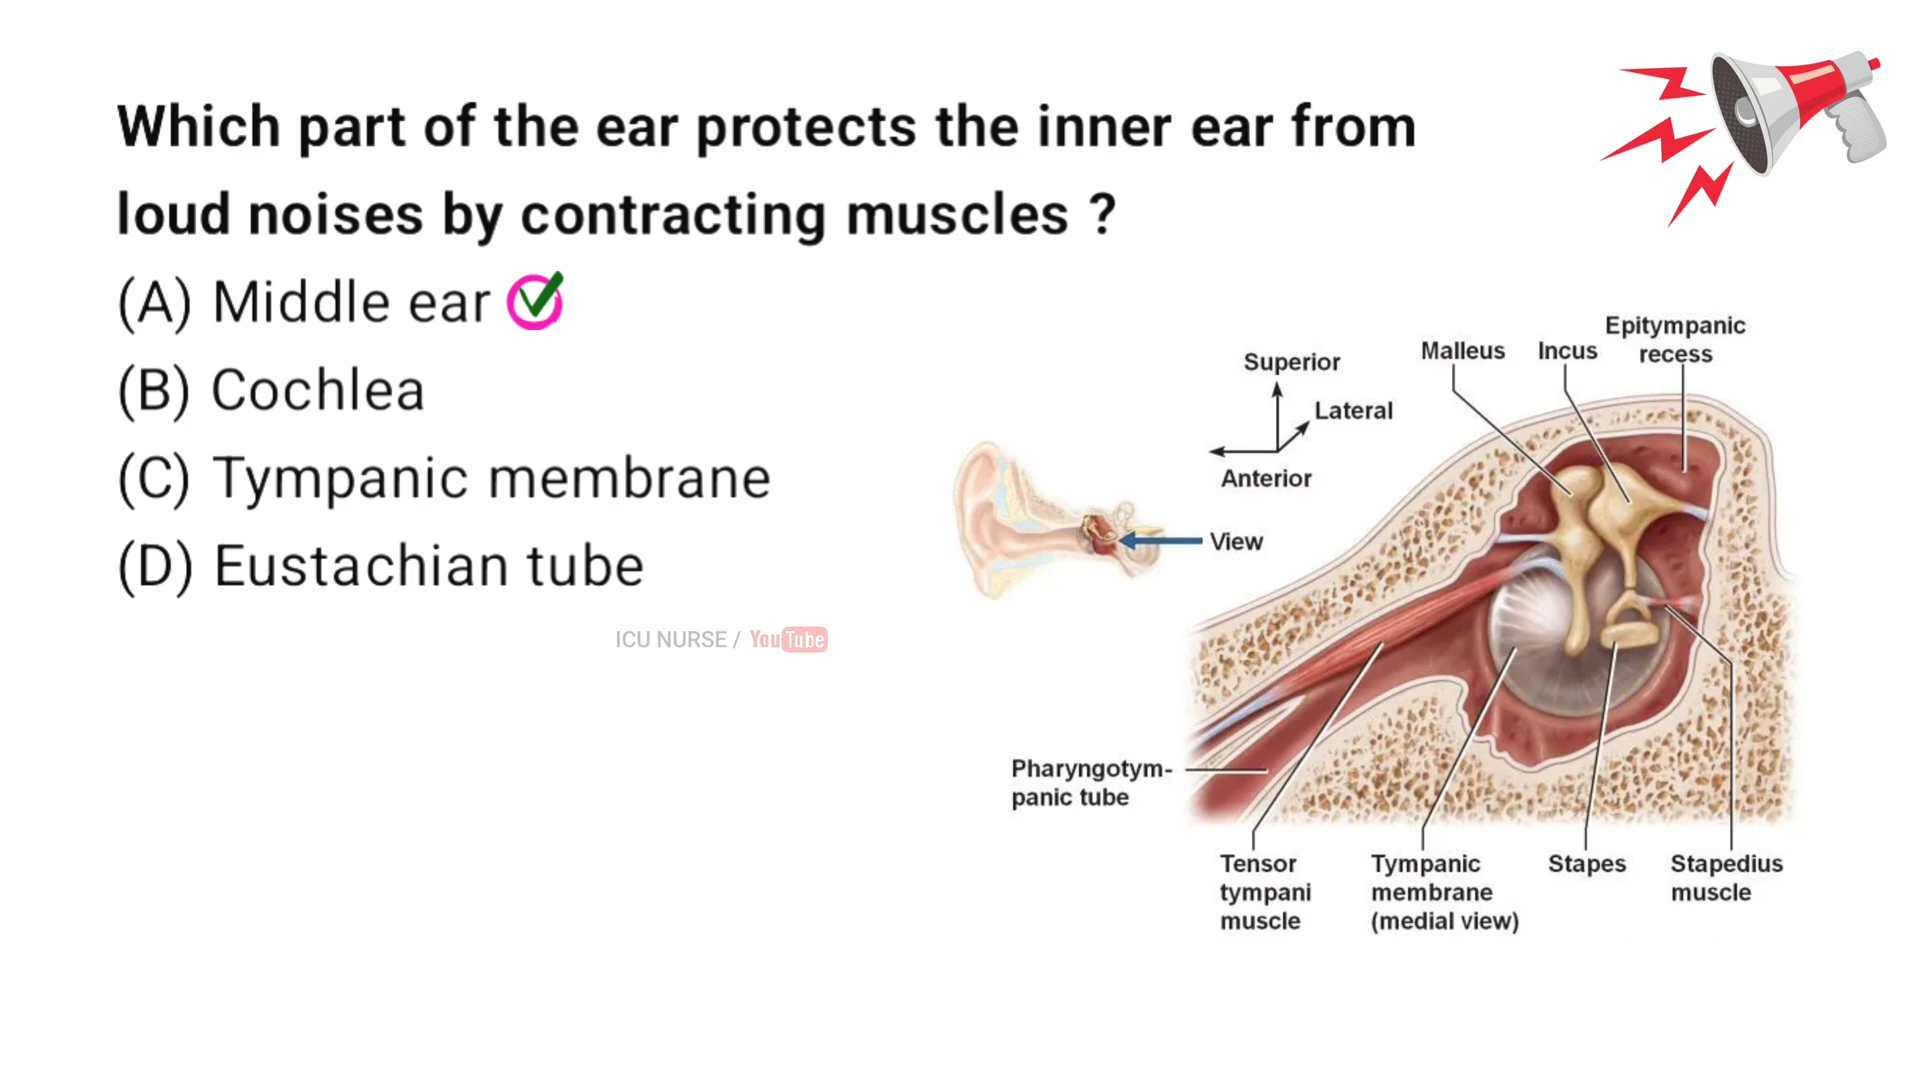 Which part of the ear protects the inner ear from
loud noises by contracting muscles ?
(A) Middle ear
(B) Cochlea
(C) Tympanic membrane
(D) Eustachian tube
ICU NURSE / YouTube
Superior
Lateral
Anterior
View
Malleus
Incus
Epitympanic
recess
Pharyngotym-
panic tube
Tensor
tympani
muscle
Tympanic
membrane
(medial view)
Stapes
Stapedius
muscle